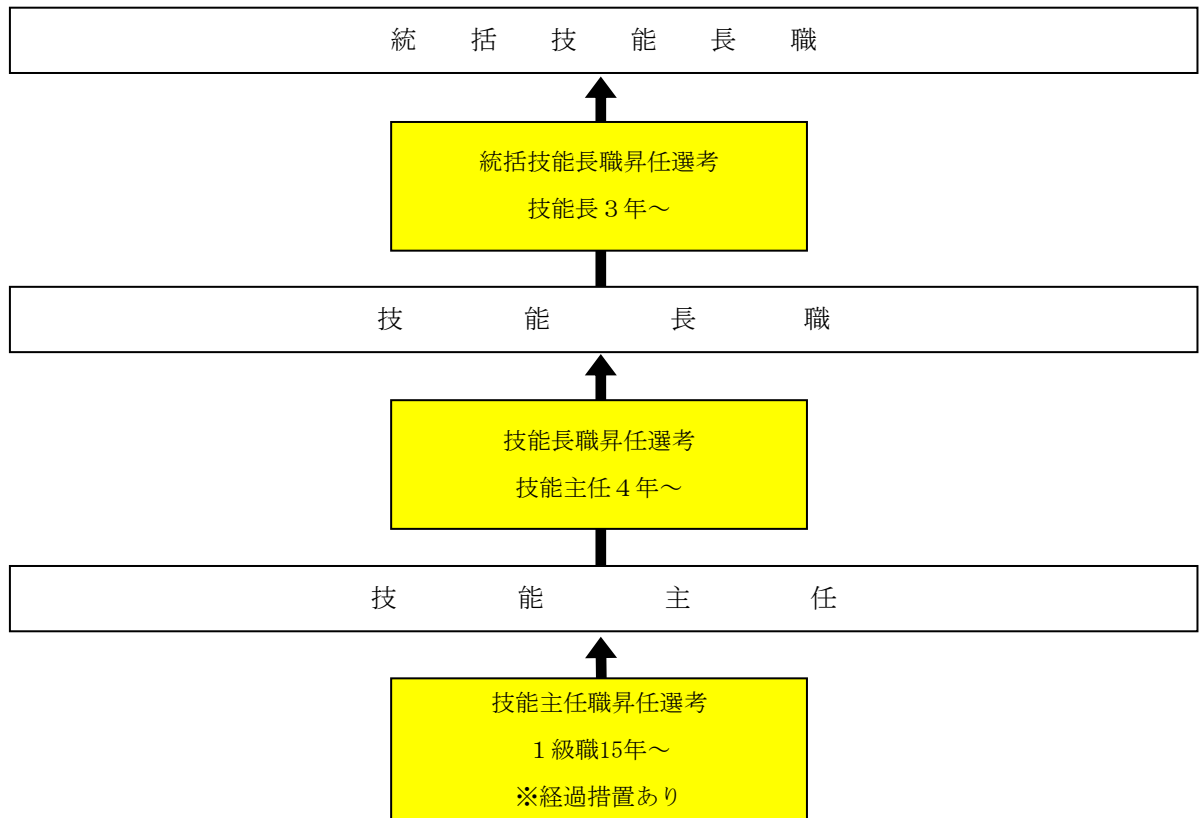 統括技能長職
統括技能長職昇任選考
技能長３年～
技能長職
技能長職昇任選考
技能主任４年～
技能主任
技能主任職昇任選考
１級職15年～
※経過措置あり